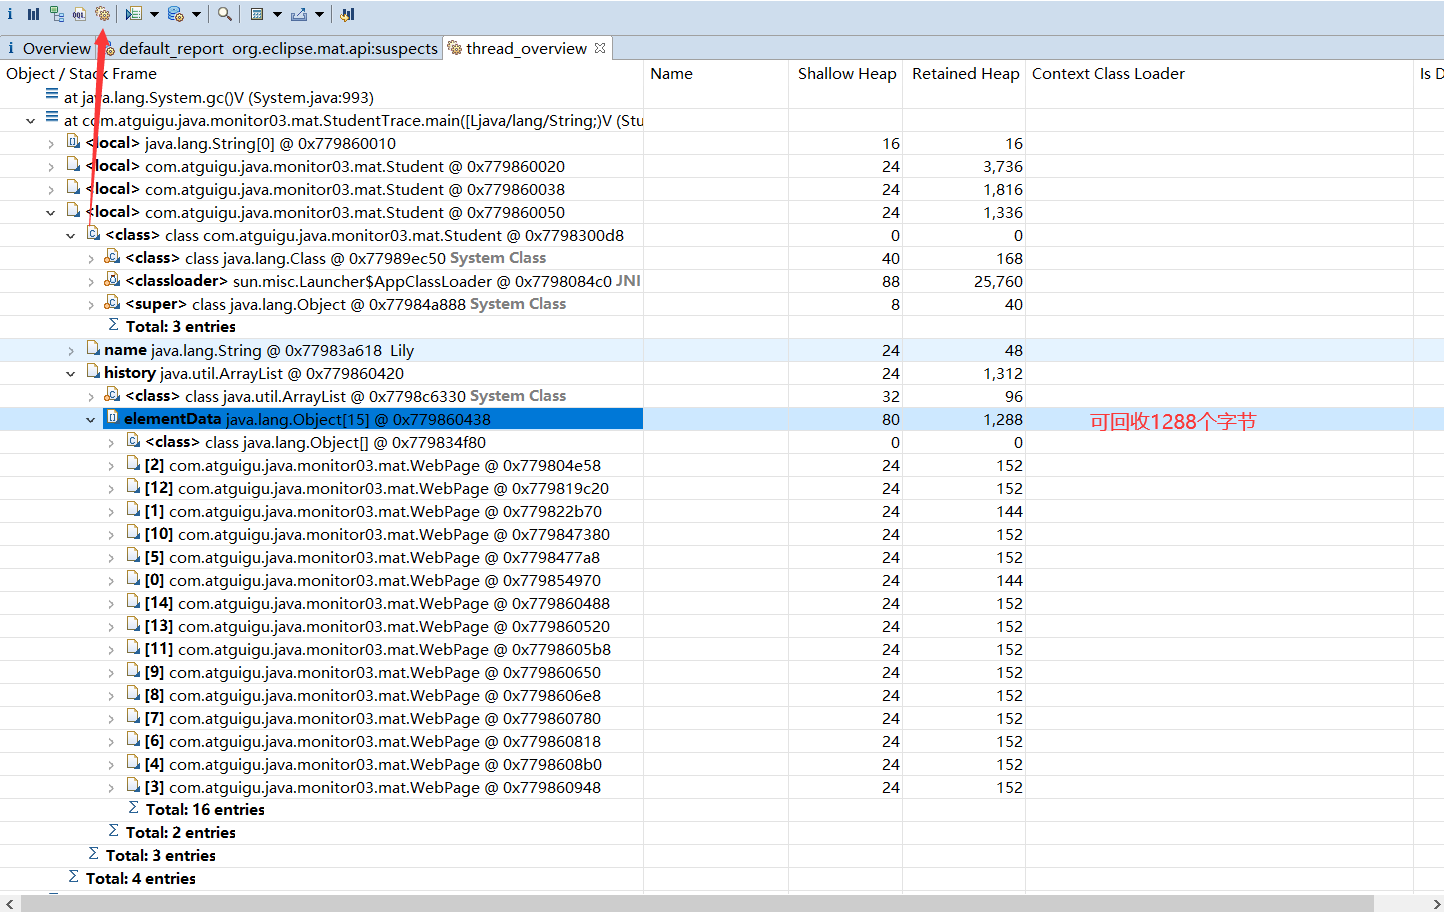 Overview default_report org.eclipse.mat.api:suspects thread_overview
Object / Stack Frame Name Shallow Heap Retained Heap Context Class Loader Is D
at java.lang.System.gc()V (System.java:993)
at com.atguigu.java.monitor03.mat.StudentTrace.main([Ljava/lang/String;)V (Stu
<local> java.lang.String[0] @ 0x779860010 16 16
<local> com.atguigu.java.monitor03.mat.Student @ 0x779860020 24 3,736
<local> com.atguigu.java.monitor03.mat.Student @ 0x779860038 24 1,816
<local> com.atguigu.java.monitor03.mat.Student @ 0x779860050 24 1,336
<class> class com.atguigu.java.monitor03.mat.Student @ 0x7798300d8 0 0
<class> class java.lang.Class @ 0x77989ec50 System Class 40 168
<classloader> sun.misc.Launcher$AppClassLoader @ 0x7798084c0 JNI 88 25,760
<super> class java.lang.Object @ 0x77984a888 System Class 8 40
Σ Total: 3 entries
name java.lang.String @ 0x77983a618 Lily 24 48
history java.util.ArrayList @ 0x779860420 24 1,312
<class> class java.util.ArrayList @ 0x7798c6330 System Class 32 96
elementData java.lang.Object[15] @ 0x779860438 80 1,288 可回收1288个字节
<class> class java.lang.Object[] @ 0x779834f80 0 0
[2] com.atguigu.java.monitor03.mat.WebPage @ 0x779804e58 24 152
[12] com.atguigu.java.monitor03.mat.WebPage @ 0x779819c20 24 152
[1] com.atguigu.java.monitor03.mat.WebPage @ 0x779822b70 24 144
[10] com.atguigu.java.monitor03.mat.WebPage @ 0x779847380 24 152
[5] com.atguigu.java.monitor03.mat.WebPage @ 0x7798477a8 24 152
[0] com.atguigu.java.monitor03.mat.WebPage @ 0x779854970 24 144
[14] com.atguigu.java.monitor03.mat.WebPage @ 0x779860488 24 152
[13] com.atguigu.java.monitor03.mat.WebPage @ 0x779860520 24 152
[11] com.atguigu.java.monitor03.mat.WebPage @ 0x7798605b8 24 152
[9] com.atguigu.java.monitor03.mat.WebPage @ 0x779860650 24 152
[8] com.atguigu.java.monitor03.mat.WebPage @ 0x7798606e8 24 152
[7] com.atguigu.java.monitor03.mat.WebPage @ 0x779860780 24 152
[6] com.atguigu.java.monitor03.mat.WebPage @ 0x779860818 24 152
[4] com.atguigu.java.monitor03.mat.WebPage @ 0x7798608b0 24 152
[3] com.atguigu.java.monitor03.mat.WebPage @ 0x779860948 24 152
Σ Total: 16 entries
Σ Total: 2 entries
Σ Total: 3 entries
Σ Total: 4 entries